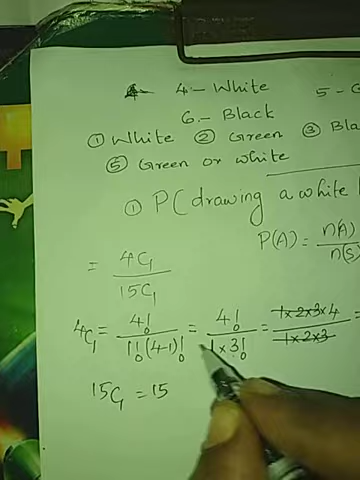 4 - White 5 - G
6 - Black
① White ② Green ③ Bla
⑤ Green or white
① P(drawing a white
P(A) = n(A) / n(S)
= 4C₁ / 15C₁
4C₁ = 4! / 1!(4-1)! = 4! / 1×3! = 1×2×3×4 / 1×2×3 =
15C₁ = 15